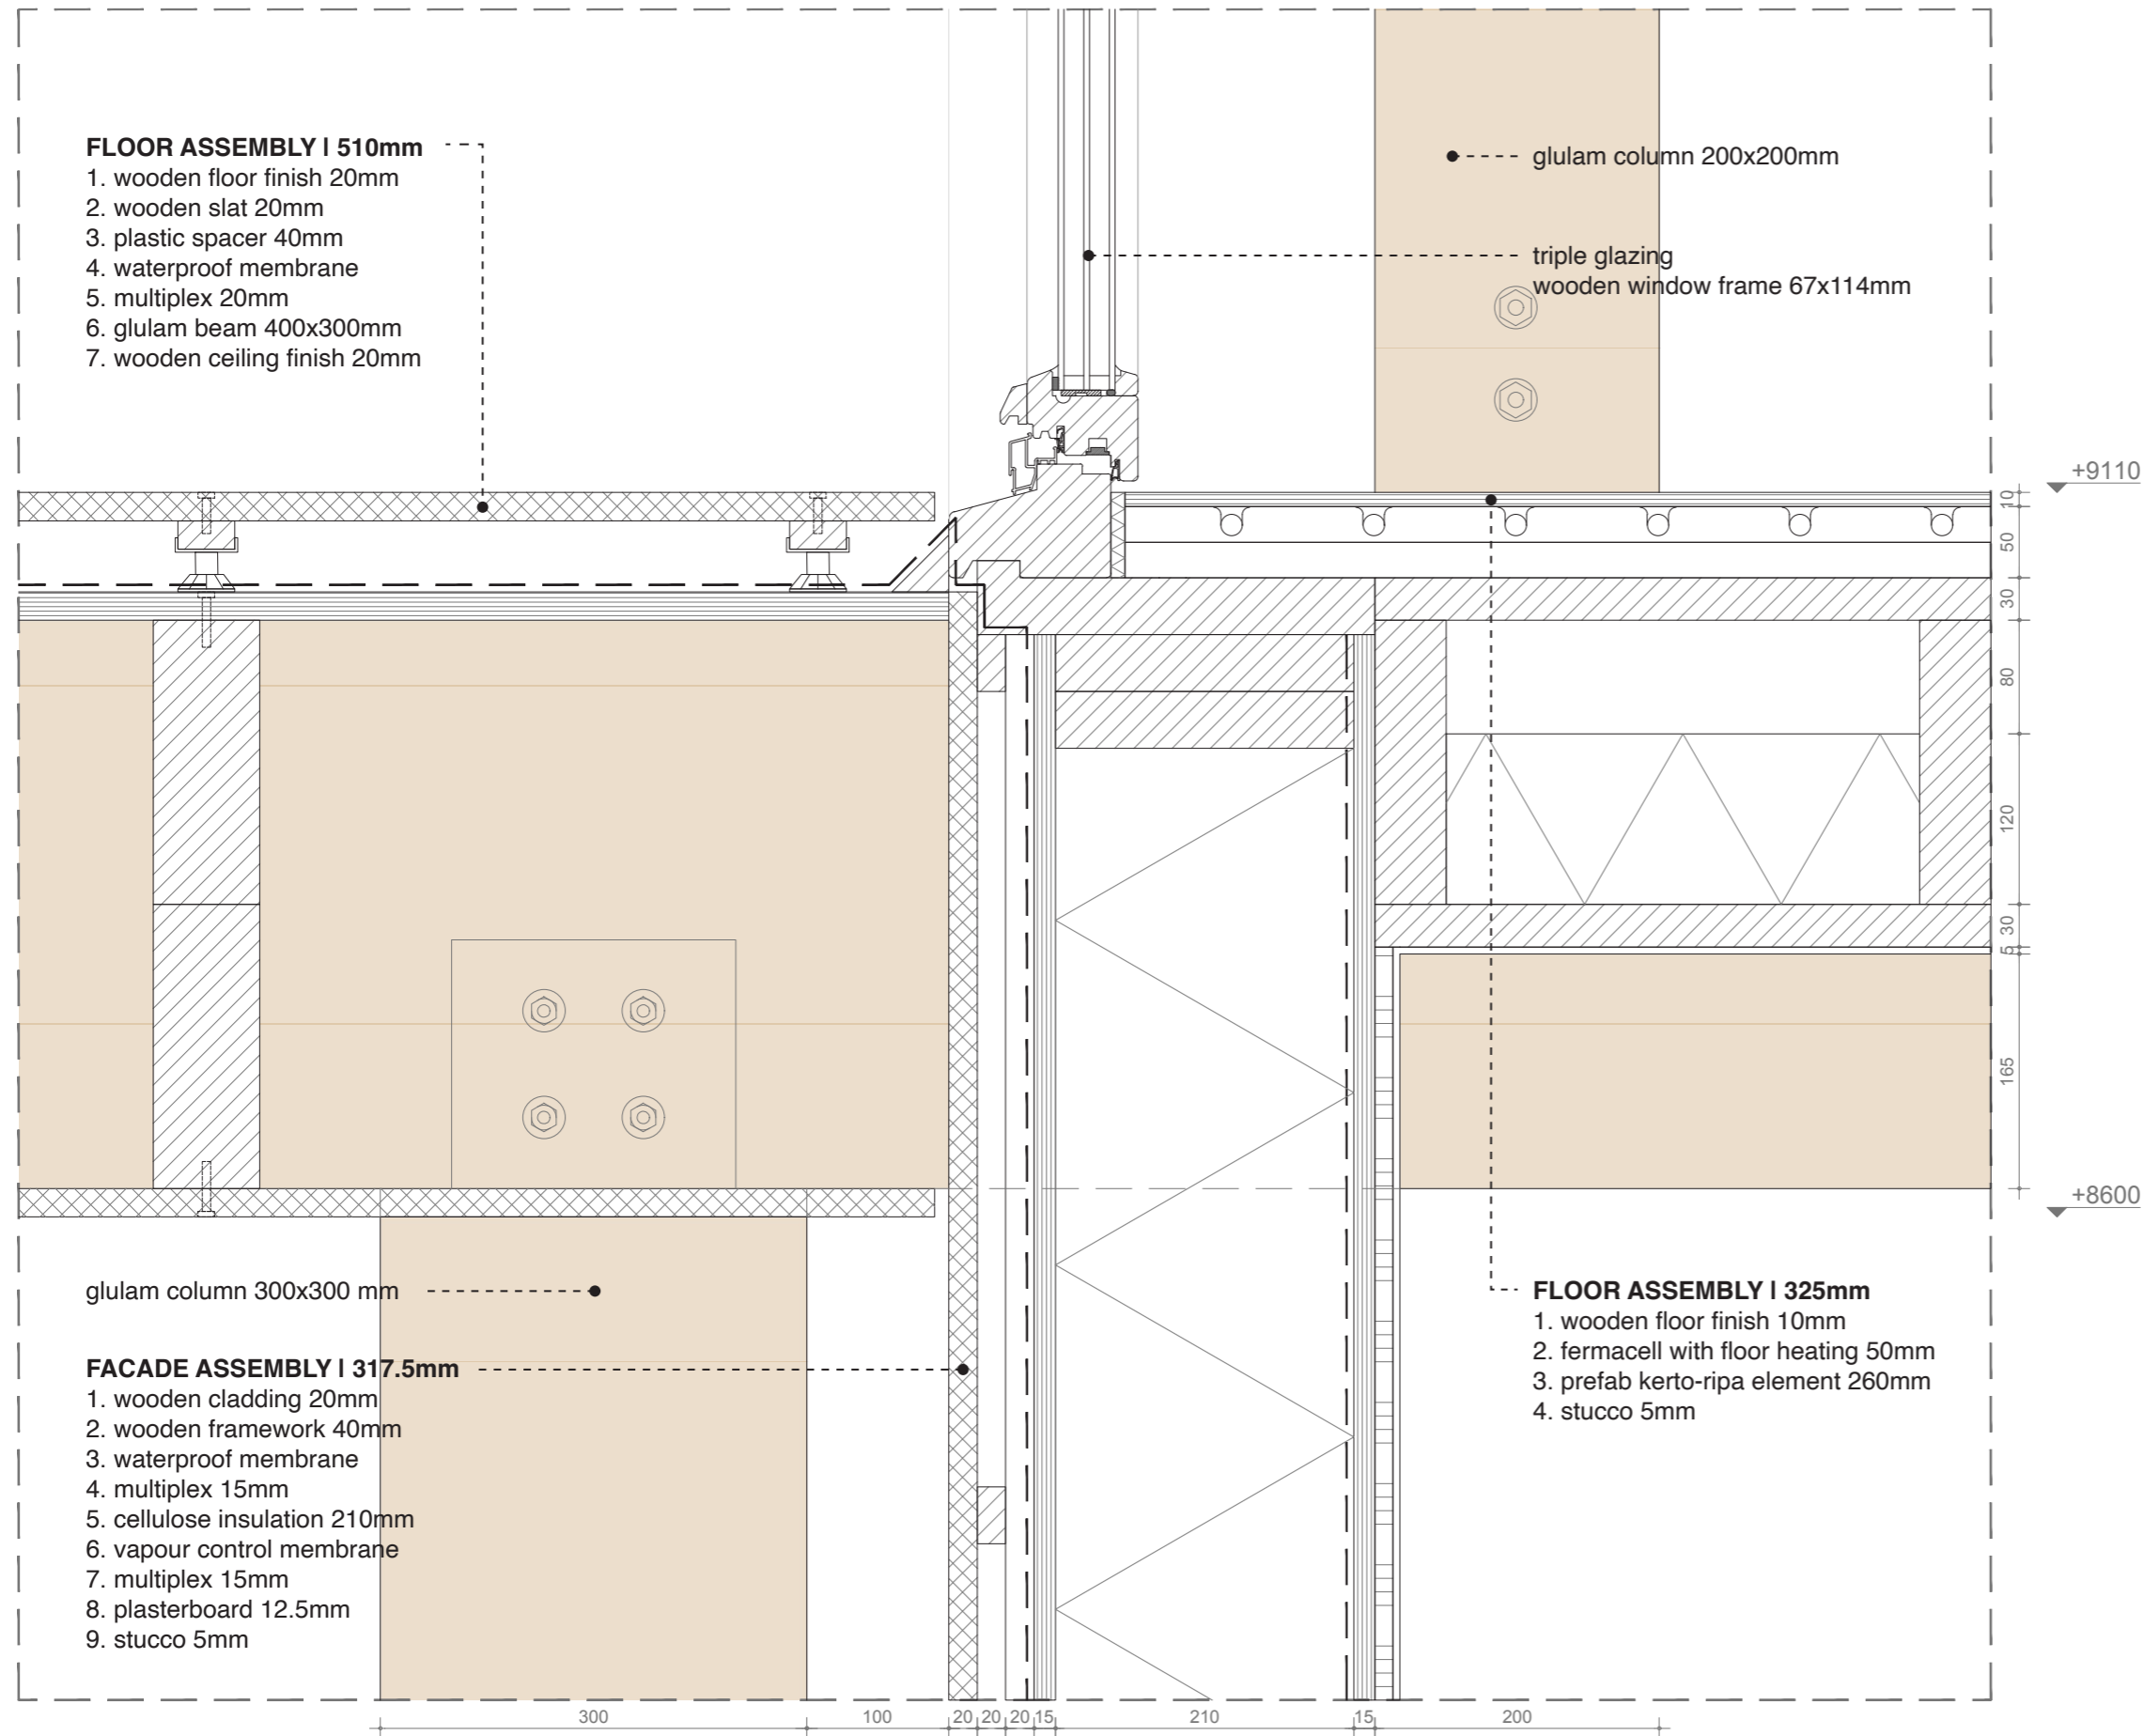 FLOOR ASSEMBLY | 510mm
1. wooden floor finish 20mm
2. wooden slat 20mm
3. plastic spacer 40mm
4. waterproof membrane
5. multiplex 20mm
6. glulam beam 400x300mm
7. wooden ceiling finish 20mm
glulam column 200x200mm
triple glazing
wooden window frame 67x114mm
+9110
10
50
30
80
120
30
5
165
+8600
glulam column 300x300 mm
FACADE ASSEMBLY | 317.5mm
1. wooden cladding 20mm
2. wooden framework 40mm
3. waterproof membrane
4. multiplex 15mm
5. cellulose insulation 210mm
6. vapour control membrane
7. multiplex 15mm
8. plasterboard 12.5mm
9. stucco 5mm
FLOOR ASSEMBLY | 325mm
1. wooden floor finish 10mm
2. fermacell with floor heating 50mm
3. prefab kerto-ripa element 260mm
4. stucco 5mm
300 100 20 20 20 15 210 15 200